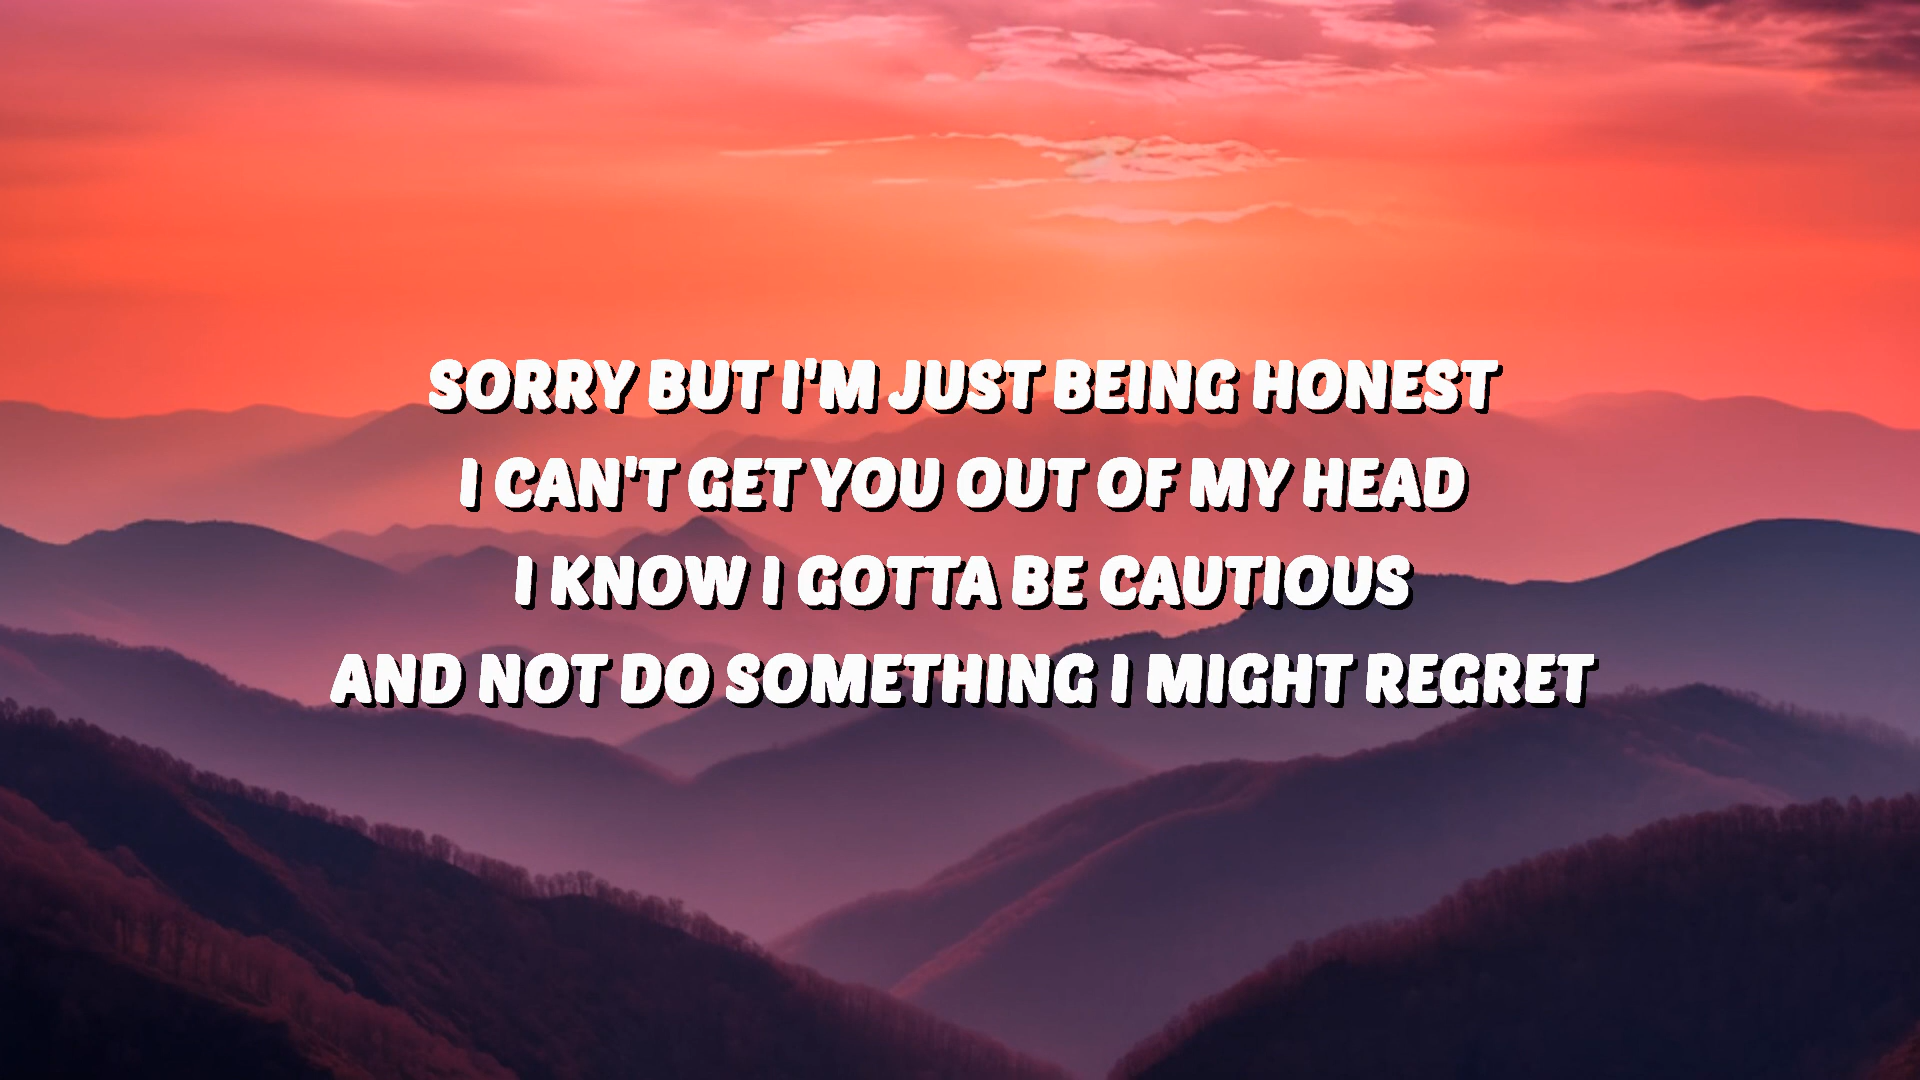 SORRY BUT I'M JUST BEING HONEST
I CAN'T GET YOU OUT OF MY HEAD
I KNOW I GOTTA BE CAUTIOUS
AND NOT DO SOMETHING I MIGHT REGRET